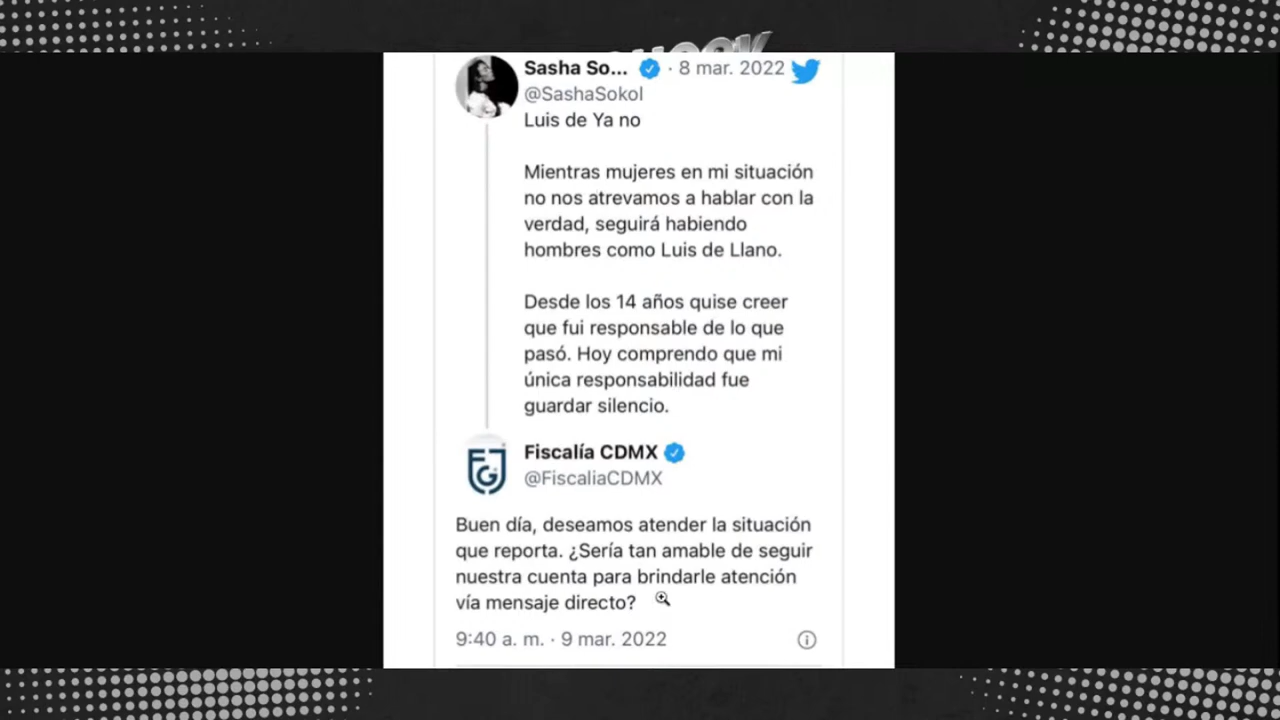 Sasha So... · 8 mar. 2022
@SashaSokol
Luis de Ya no
Mientras mujeres en mi situación
no nos atrevamos a hablar con la
verdad, seguirá habiendo
hombres como Luis de Llano.
Desde los 14 años quise creer
que fui responsable de lo que
pasó. Hoy comprendo que mi
única responsabilidad fue
guardar silencio.
FGJ
Fiscalía CDMX
@FiscaliaCDMX
Buen día, deseamos atender la situación
que reporta. ¿Sería tan amable de seguir
nuestra cuenta para brindarle atención
vía mensaje directo?
9:40 a. m. · 9 mar. 2022